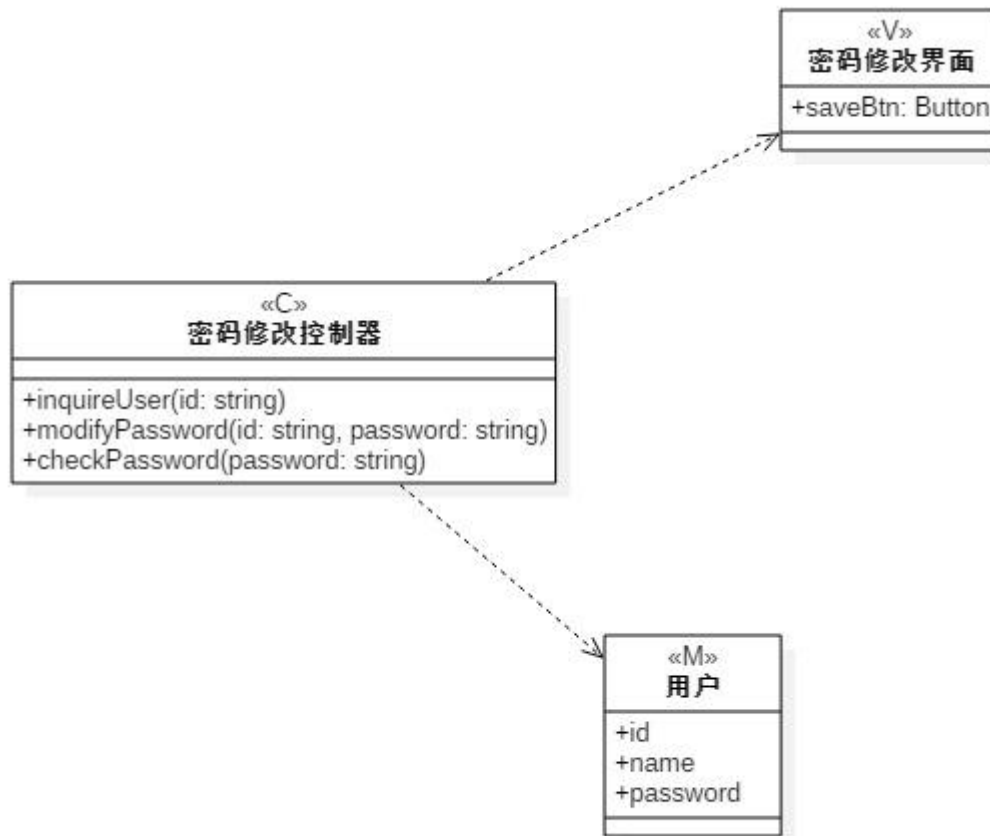 «V»
密码修改界面
+saveBtn: Button
«C»
密码修改控制器
+inquireUser(id: string)
+modifyPassword(id: string, password: string)
+checkPassword(password: string)
«M»
用户
+id
+name
+password